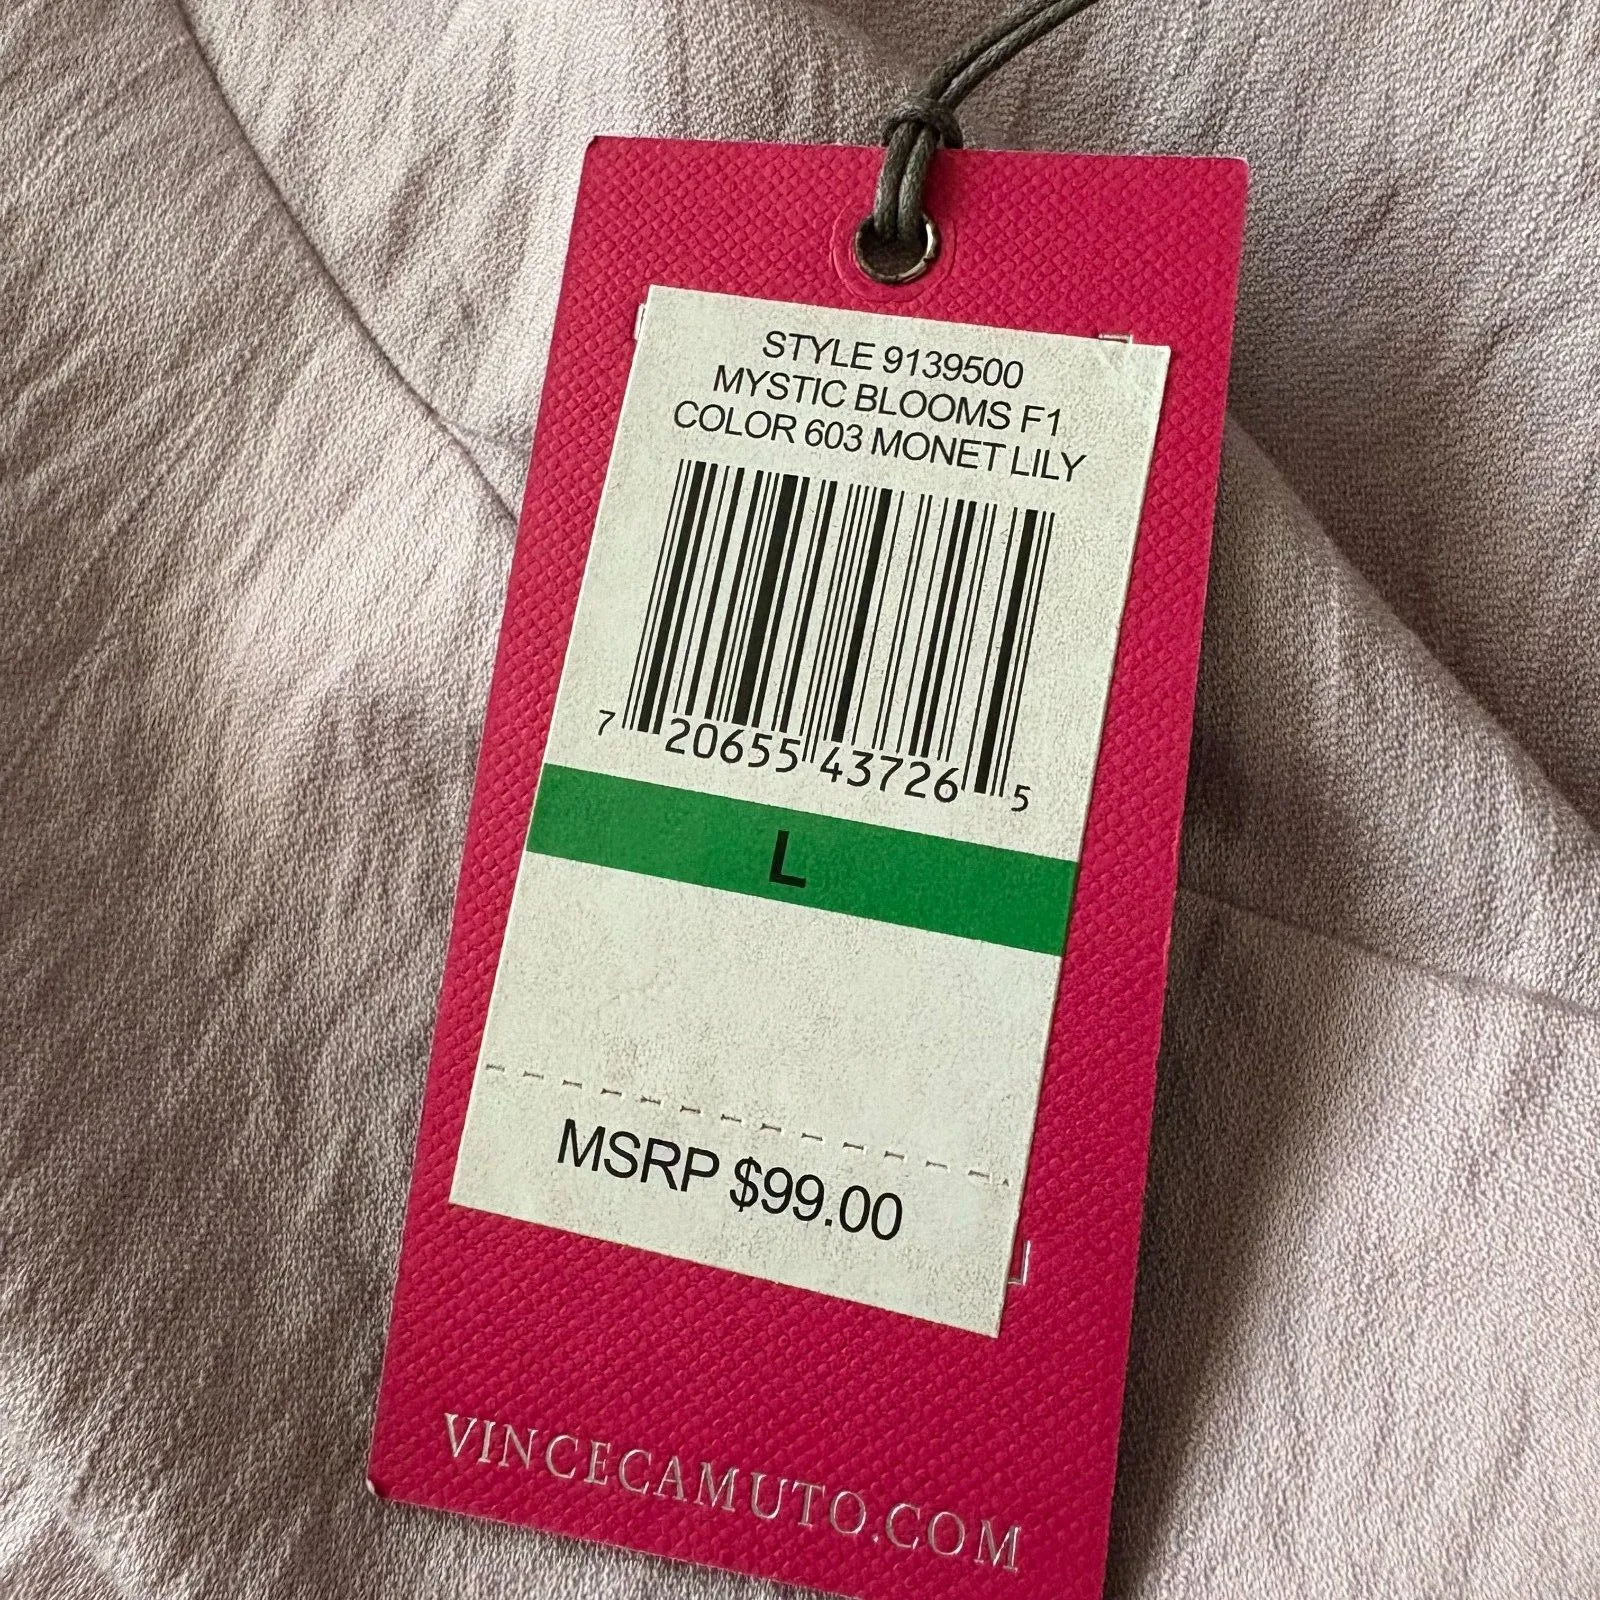 STYLE 9139500
MYSTIC BLOOMS F1
COLOR 603 MONET LILY
7 20655 43726 5
L
MSRP $99.00
VINCECAMUTO.COM